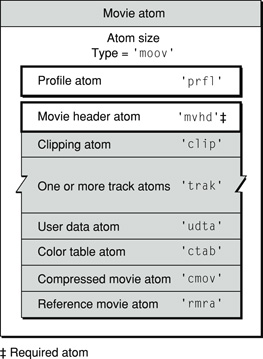 Movie atom
Atom size
Type = 'moov'
Profile atom 'prfl'
Movie header atom 'mvhd'‡
Clipping atom 'clip'
One or more track atoms 'trak'
User data atom 'udta'
Color table atom 'ctab'
Compressed movie atom 'cmov'
Reference movie atom 'rmra'
‡ Required atom